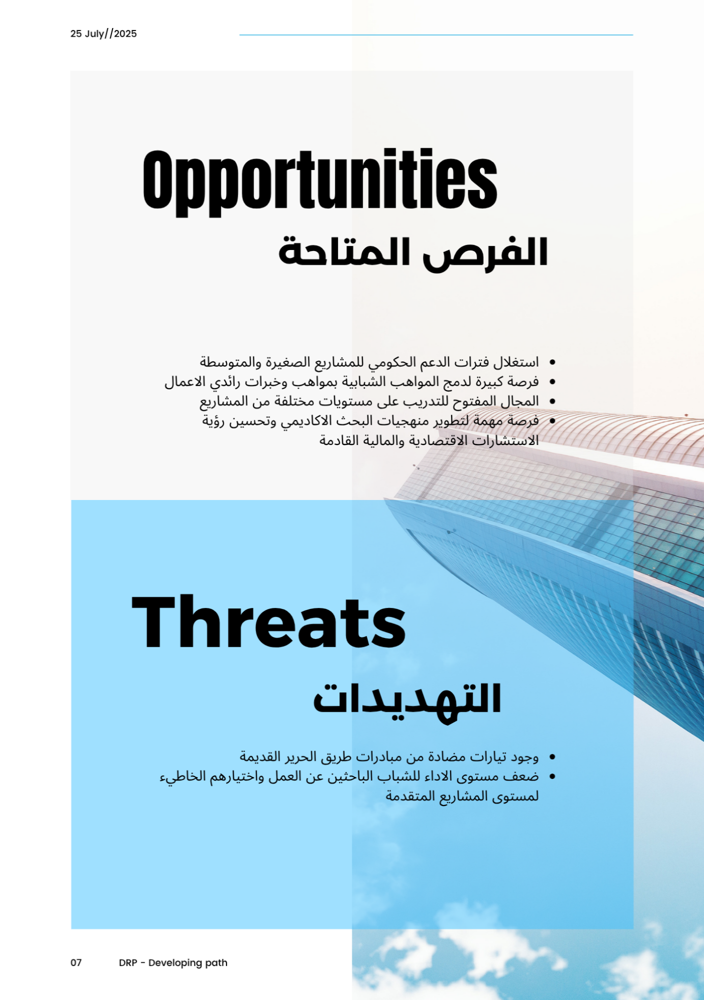 25 July//2025
Opportunities
الفرص المتاحة
• استغلال فترات الدعم الحكومي للمشاريع الصغيرة والمتوسطة
• فرصة كبيرة لدمج المواهب الشبابية بمواهب وخبرات رائدي الاعمال
• المجال المفتوح للتدريب على مستويات مختلفة من المشاريع
• فرصة مهمة لتطوير منهجيات البحث الاكاديمي وتحسين رؤية
الاستشارات الاقتصادية والمالية القادمة
Threats
التهديدات
• وجود تيارات مضادة من مبادرات طريق الحرير القديمة
• ضعف مستوى الاداء للشباب الباحثين عن العمل واختيارهم الخاطيء
لمستوى المشاريع المتقدمة
07 DRP - Developing path